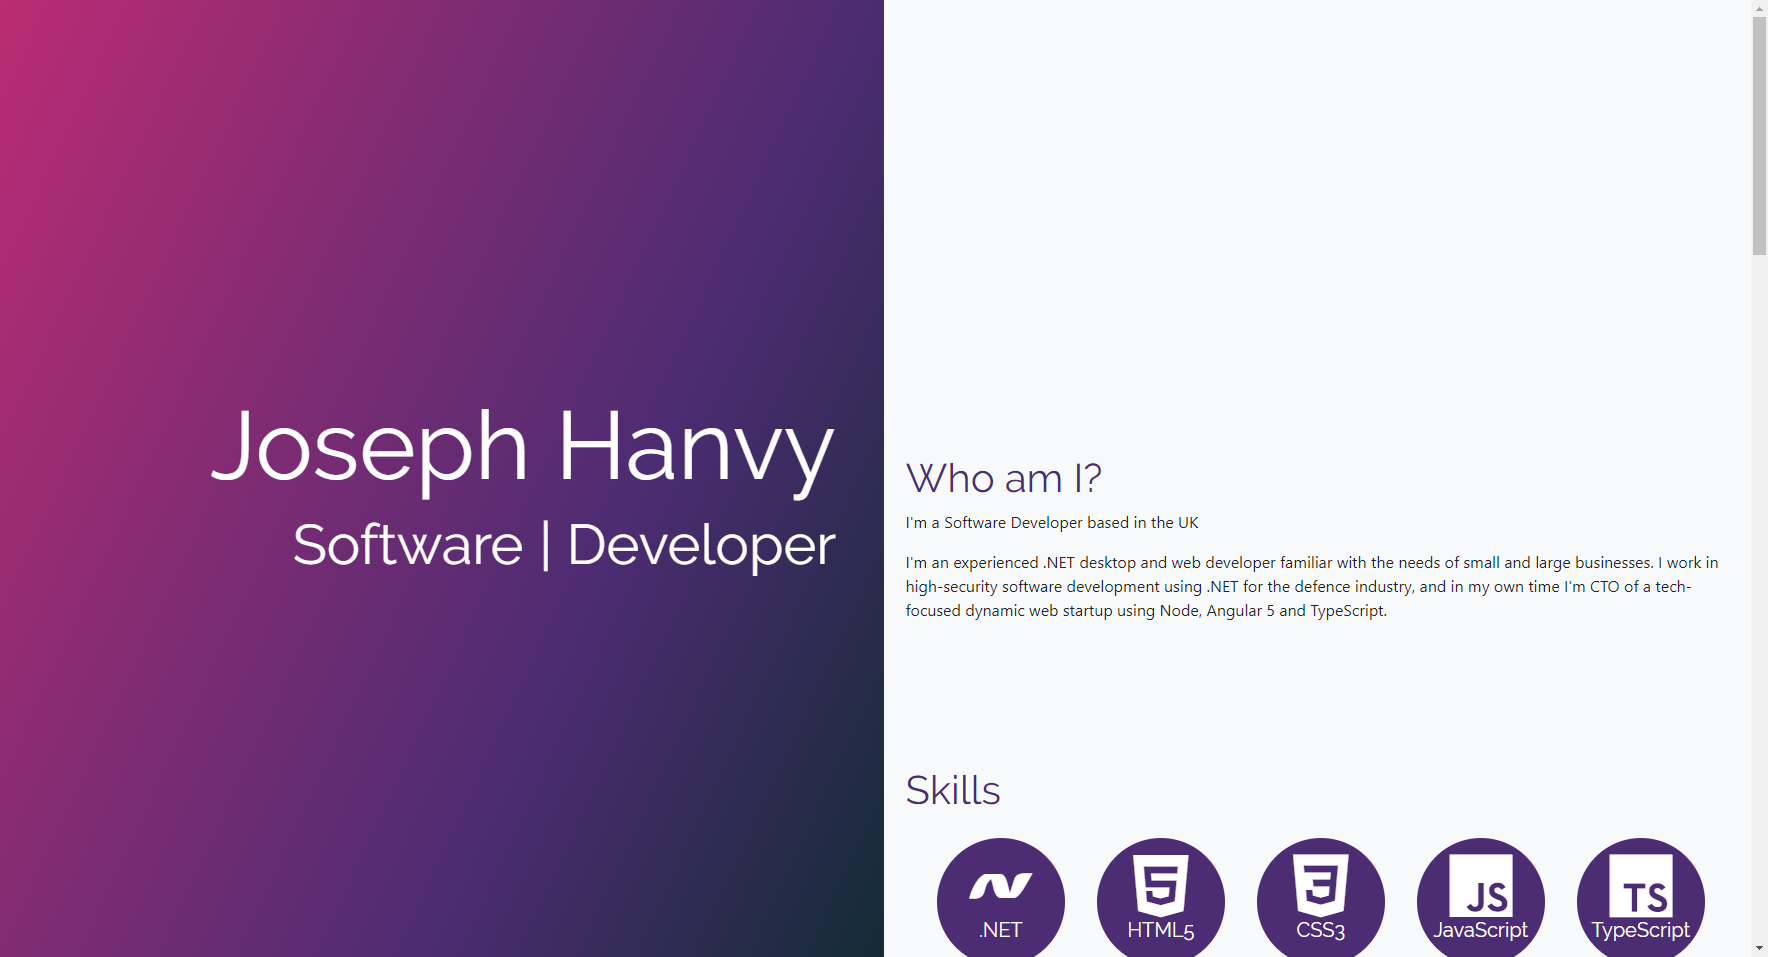 Joseph Hanvy
Software | Developer
Who am I?
I'm a Software Developer based in the UK
I'm an experienced .NET desktop and web developer familiar with the needs of small and large businesses. I work in
high-security software development using .NET for the defence industry, and in my own time I'm CTO of a tech-
focused dynamic web startup using Node, Angular 5 and TypeScript.
Skills
5 3 JS TS
.NET HTML5 CSS3 JavaScript TypeScript